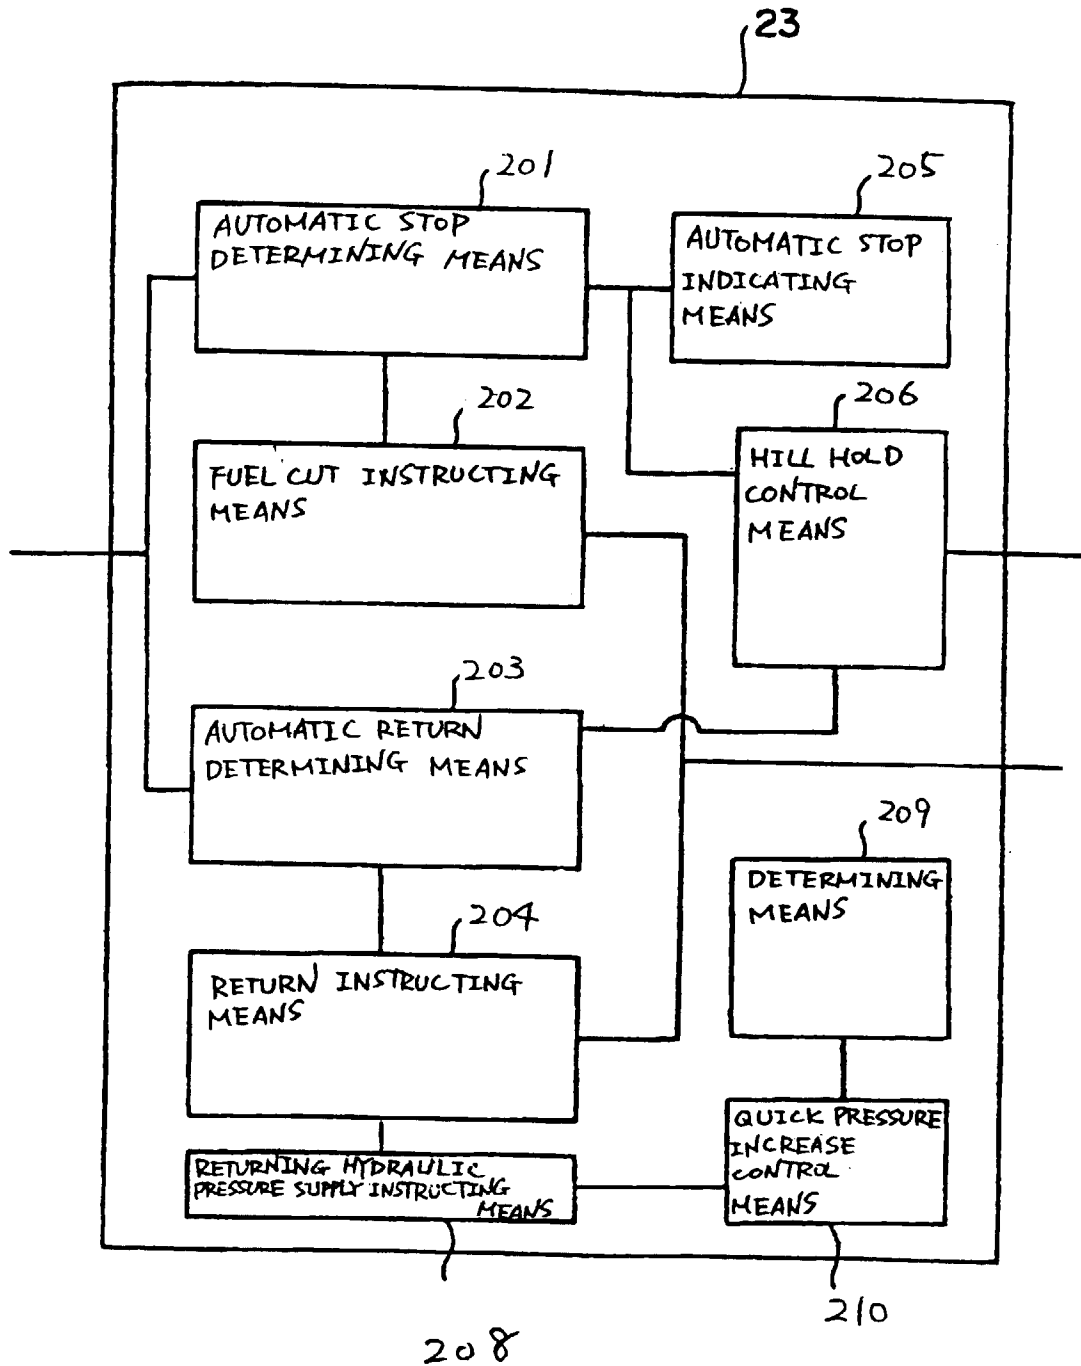 23
201
AUTOMATIC STOP
DETERMINING MEANS
205
AUTOMATIC STOP
INDICATING
MEANS
202
FUEL CUT INSTRUCTING
MEANS
206
HILL HOLD
CONTROL
MEANS
203
AUTOMATIC RETURN
DETERMINING MEANS
209
DETERMINING
MEANS
204
RETURN INSTRUCTING
MEANS
RETURNING HYDRAULIC
PRESSURE SUPPLY INSTRUCTING
MEANS
QUICK PRESSURE
INCREASE
CONTROL
MEANS
208
210